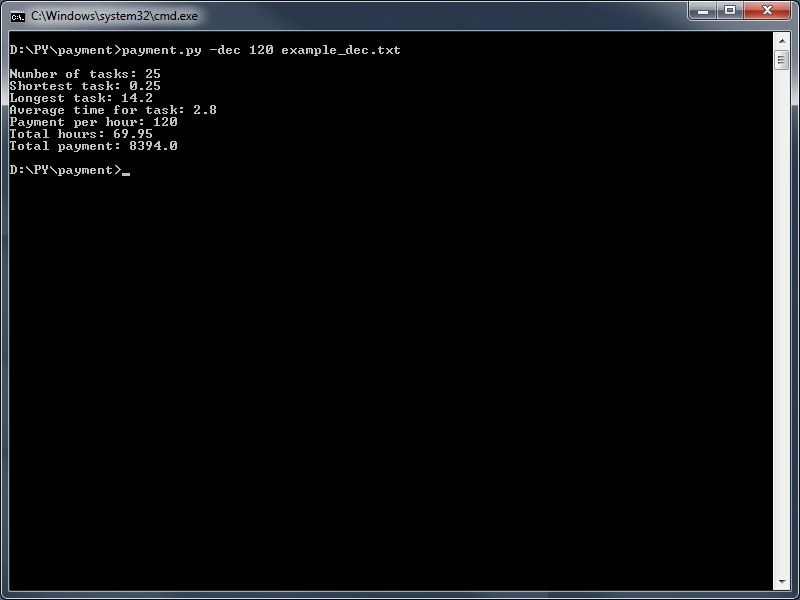 C:\Windows\system32\cmd.exe
D:\PY\payment>payment.py -dec 120 example_dec.txt
Number of tasks: 25
Shortest task: 0.25
Longest task: 14.2
Average time for task: 2.8
Payment per hour: 120
Total hours: 69.95
Total payment: 8394.0
D:\PY\payment>_